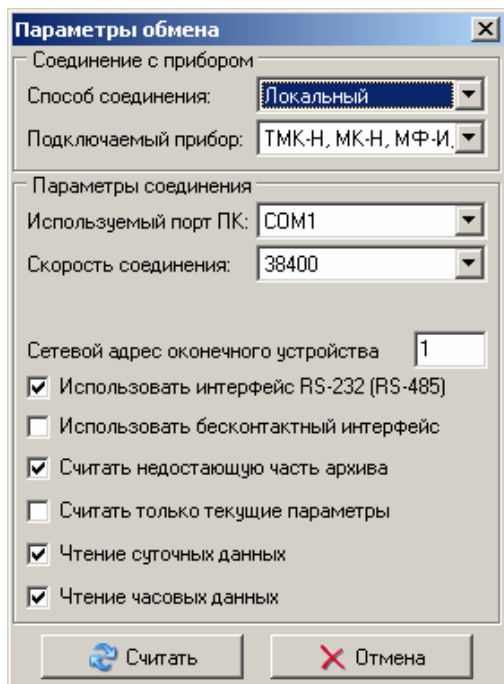 Параметры обмена
Соединение с прибором
Способ соединения: Локальный
Подключаемый прибор: ТМК-Н, МК-Н, МФ-И,
Параметры соединения
Используемый порт ПК: COM1
Скорость соединения: 38400
Сетевой адрес оконечного устройства 1
Использовать интерфейс RS-232 (RS-485)
Использовать бесконтактный интерфейс
Считать недостающую часть архива
Считать только текущие параметры
Чтение суточных данных
Чтение часовых данных
Считать Отмена